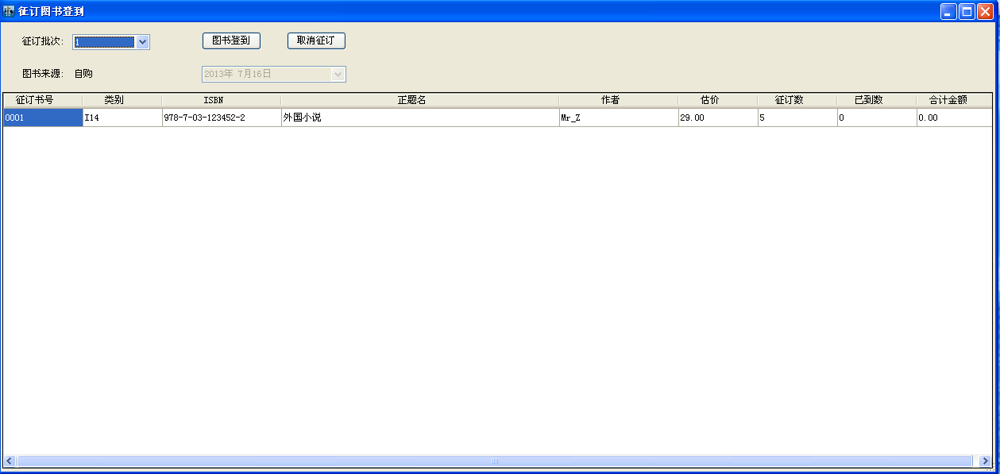 征订图书登到
征订批次: 图书登到 取消征订
图书来源: 自购 2013年 7月16日
征订书号 类别 ISBN 正题名 作者 估价 征订数 已到数 合计金额
0001 I14 978-7-03-123452-2 外国小说 Mr_Z 29.00 5 0 0.00